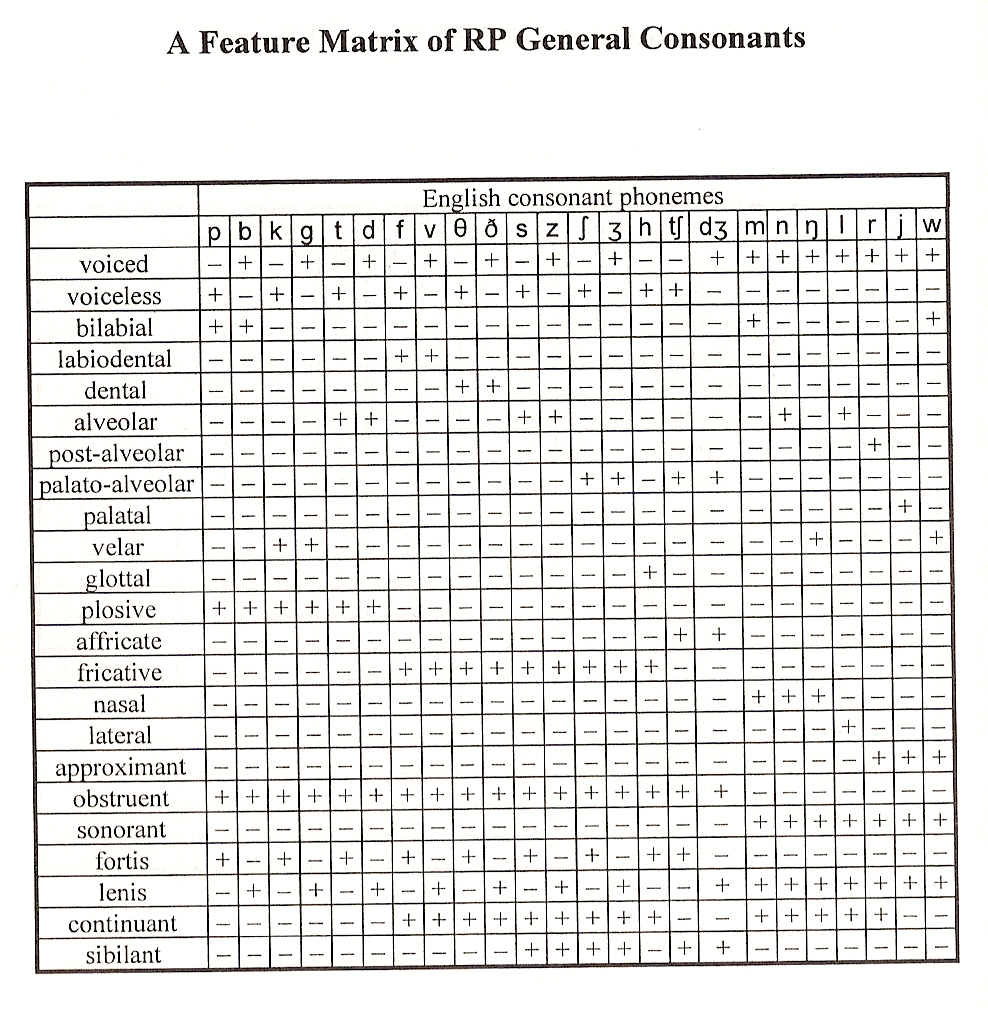 A Feature Matrix of RP General Consonants
English consonant phonemes
p b k g t d f v θ ð s z ʃ ʒ h tʃ dʒ m n ŋ l r j w
voiced − + − + − + − + − + − + − + − − + + + + + + + +
voiceless + − + − + − + − + − + − + − + + − − − − − − − −
bilabial + + − − − − − − − − − − − − − − − + − − − − − +
labiodental − − − − − − + + − − − − − − − − − − − − − − − −
dental − − − − − − − − + + − − − − − − − − − − − − − −
alveolar − − − − + + − − − − + + − − − − − − + − + − − −
post-alveolar − − − − − − − − − − − − − − − − − − − − − + − −
palato-alveolar − − − − − − − − − − − − + + − + + − − − − − − −
palatal − − − − − − − − − − − − − − − − − − − − − − + −
velar − − + + − − − − − − − − − − − − − − − + − − − +
glottal − − − − − − − − − − − − − − + − − − − − − − − −
plosive + + + + + + − − − − − − − − − − − − − − − − − −
affricate − − − − − − − − − − − − − − − + + − − − − − − −
fricative − − − − − − + + + + + + + + + − − − − − − − − −
nasal − − − − − − − − − − − − − − − − − + + + − − − −
lateral − − − − − − − − − − − − − − − − − − − − + − − −
approximant − − − − − − − − − − − − − − − − − − − − − + + +
obstruent + + + + + + + + + + + + + + + + + − − − − − − −
sonorant − − − − − − − − − − − − − − − − − + + + + + + +
fortis + − + − + − + − + − + − + − + + − − − − − − − −
lenis − + − + − + − + − + − + − + − − + + + + + + + +
continuant − − − − − − + + + + + + + + + − − + + + + + − −
sibilant − − − − − − − − − − + + + + − + + − − − − − − −